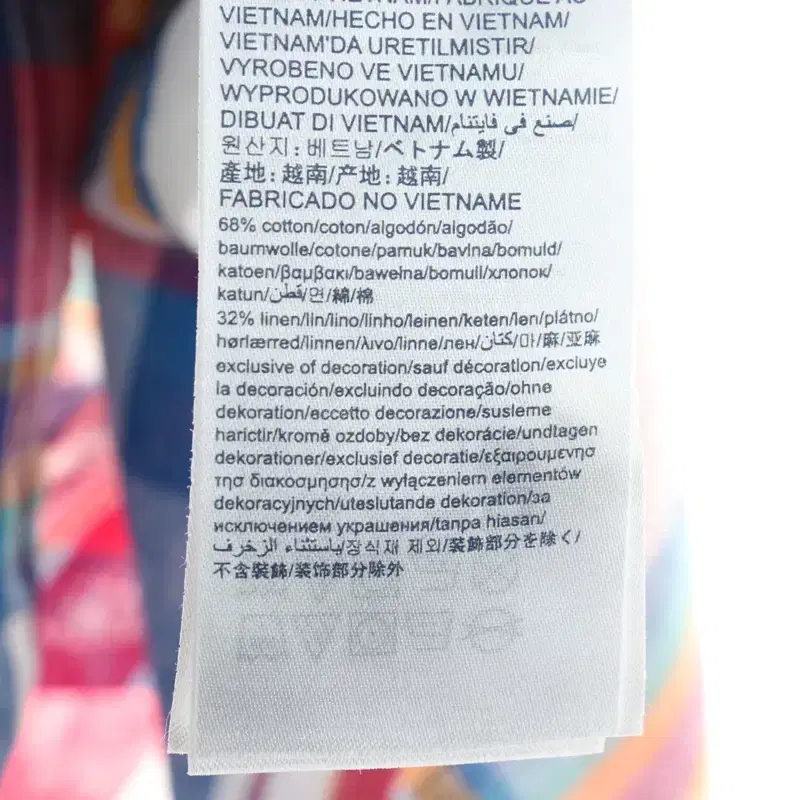 VIETNAM/FABRIQUÉ AU
VIETNAM/HECHO EN VIETNAM/
VIETNAM'DA URETILMISTIR/
VYROBENO VE VIETNAMU/
WYPRODUKOWANO W WIETNAMIE/
DIBUAT DI VIETNAM/صنع في فايتنام/
원산지: 베트남/ベトナム製/
產地: 越南/产地: 越南/
FABRICADO NO VIETNAME
68% cotton/coton/algodón/algodão/
baumwolle/cotone/pamuk/bavlna/bomuld/
katoen/βαμβακι/bawełna/bomull/хлопок/
katun/قطن/면/綿/棉
32% linen/lin/lino/linho/leinen/keten/len/plátno/
hørlærred/linnen/λινο/linne/лен/كتان/마/麻/亚麻
exclusive of decoration/sauf décoration/excluye
la decoración/excluindo decoração/ohne
dekoration/eccetto decorazione/susleme
harictir/kromě ozdoby/bez dekorácie/undtagen
dekorationer/exclusief decoratie/εξαιρουμενησ
τησ διακοσμησησ/z wyłączeniem elementów
dekoracyjnych/uteslutande dekoration/за
исключением украшения/tanpa hiasan/
باستثناء الزخرف/장식재 제외/装飾部分を除く/
不含裝飾/装饰部分除外